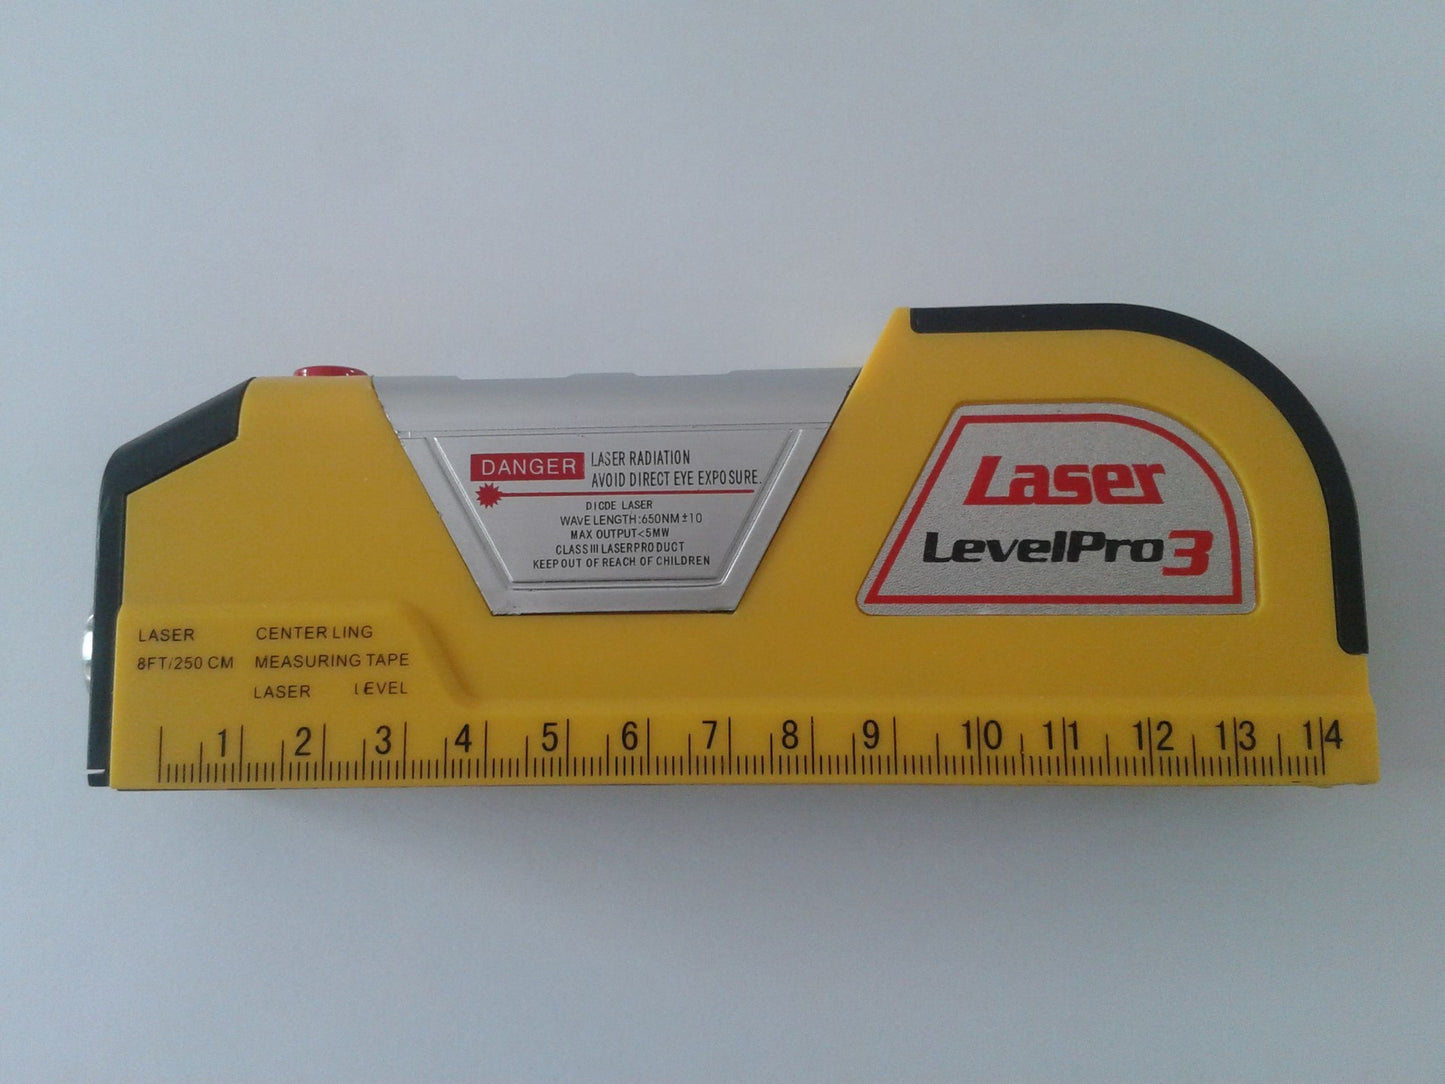 DANGER LASER RADIATION
AVOID DIRECT EYE EXPOSURE.
DICDE LASER
WAVE LENGTH:650NM±10
MAX OUTPUT<5MW
CLASS III LASERPRODUCT
KEEP OUT OF REACH OF CHILDREN
Laser
LevelPro3
LASER CENTER LING
8FT/250 CM MEASURING TAPE
LASER LEVEL
1 2 3 4 5 6 7 8 9 10 11 12 13 14